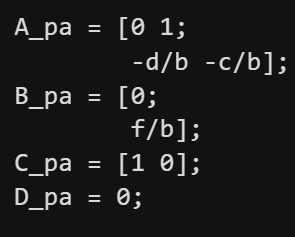 A_pa = [0 1;
        -d/b -c/b];
B_pa = [0;
        f/b];
C_pa = [1 0];
D_pa = 0;